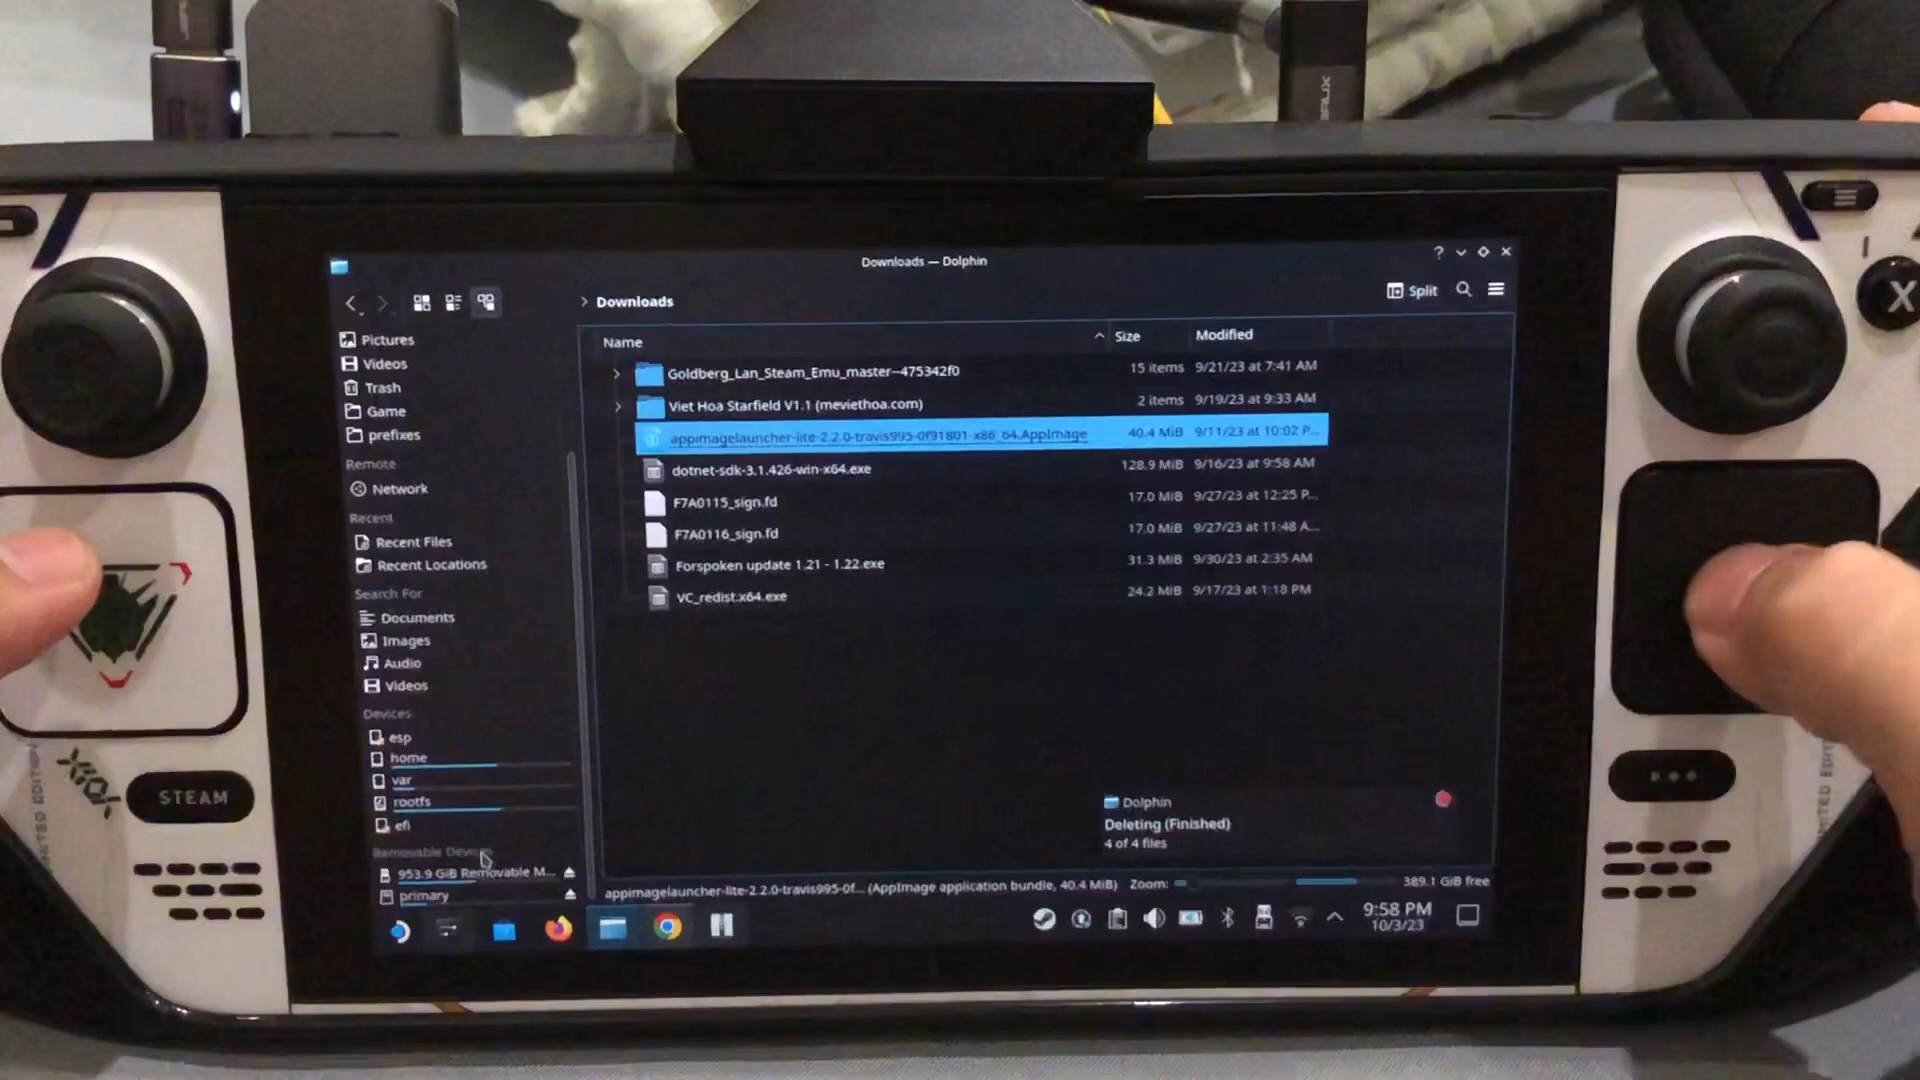 Downloads — Dolphin
Downloads
Split
Name
Size
Modified
Goldberg_Lan_Steam_Emu_master--475342f0 15 items 9/21/23 at 7:41 AM
Viet Hoa Starfield V1.1 (meviethoa.com) 2 items 9/19/23 at 9:33 AM
appimagelauncher-lite-2.2.0-travis995-0f91801-x86_64.AppImage 40.4 MiB 9/11/23 at 10:02 P...
dotnet-sdk-3.1.426-win-x64.exe 128.9 MiB 9/16/23 at 9:58 AM
F7A0115_sign.fd 17.0 MiB 9/27/23 at 12:25 P...
F7A0116_sign.fd 17.0 MiB 9/27/23 at 11:48 A...
Forspoken update 1.21 - 1.22.exe 31.3 MiB 9/30/23 at 2:35 AM
VC_redist.x64.exe 24.2 MiB 9/17/23 at 1:18 PM
Pictures
Videos
Trash
Game
prefixes
Remote
Network
Recent
Recent Files
Recent Locations
Search For
Documents
Images
Audio
Videos
Devices
esp
home
var
rootfs
efi
Removable Devices
953.9 GiB Removable M...
primary
Dolphin
Deleting (Finished)
4 of 4 files
appimagelauncher-lite-2.2.0-travis995-0f... (AppImage application bundle, 40.4 MiB)
Zoom:
389.1 GiB free
9:58 PM
10/3/23
STEAM
X